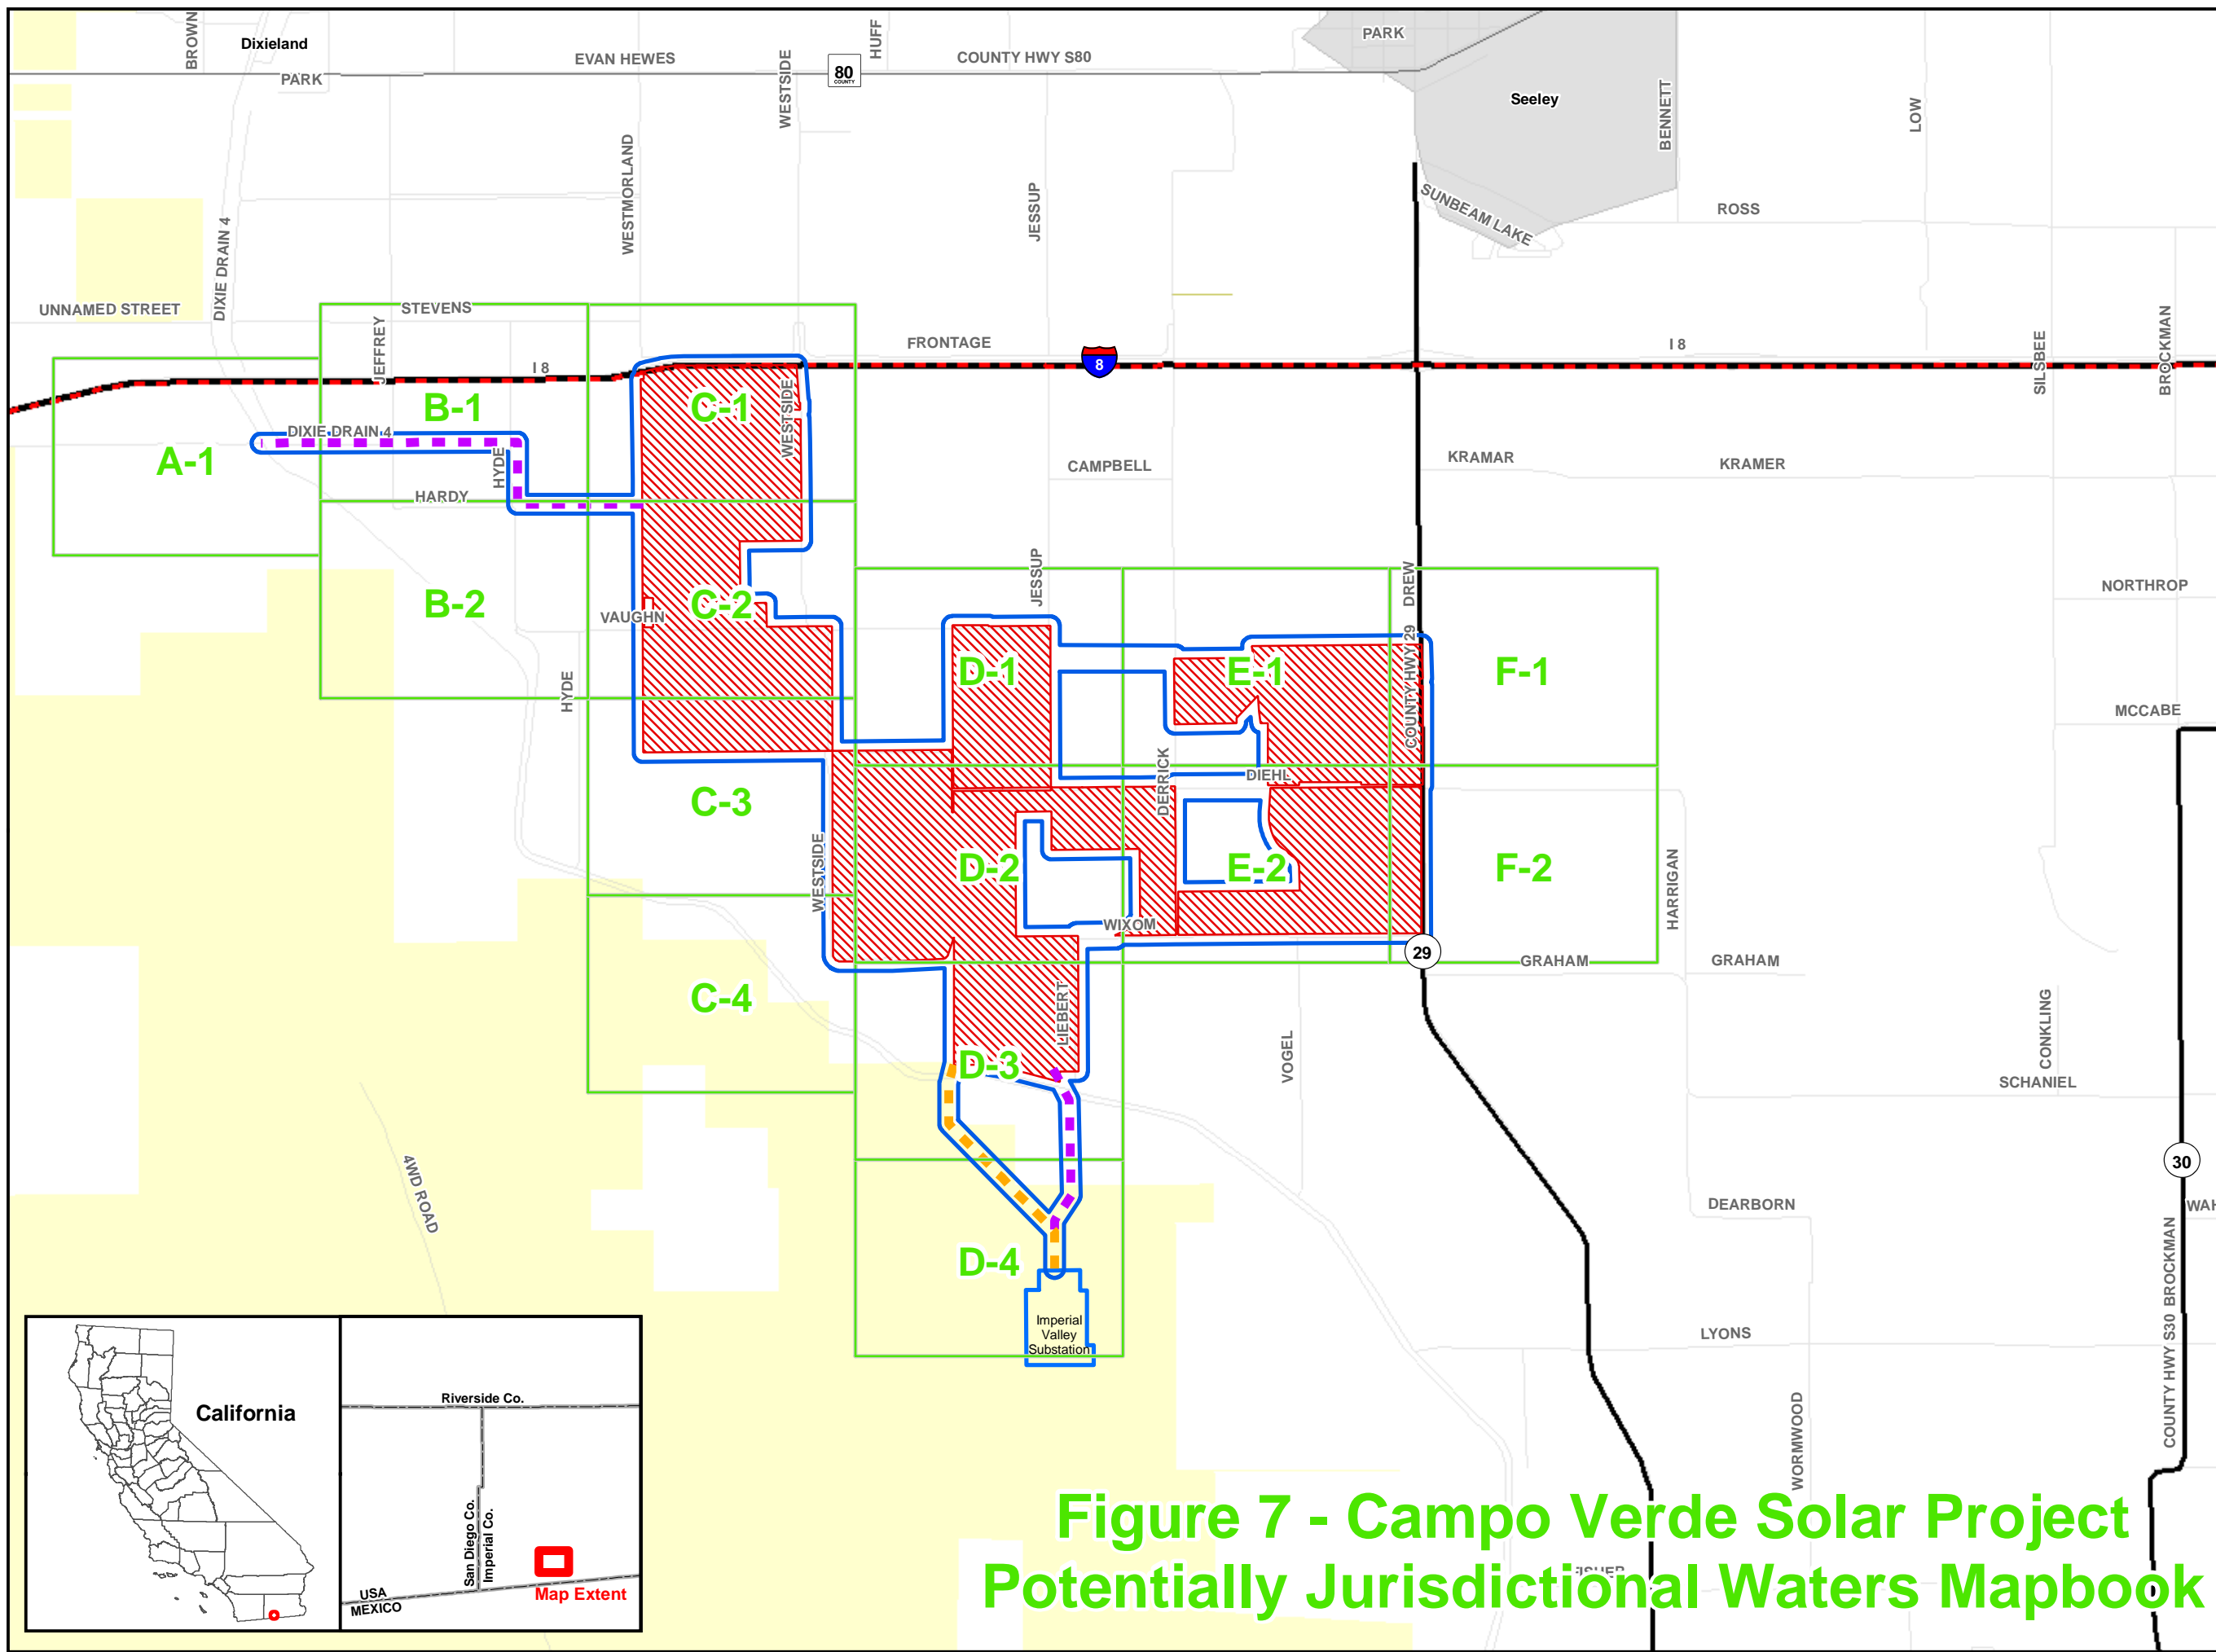 BROWN
Dixieland
PARK
EVAN HEWES
WESTSIDE
80
COUNTY
HUFF
COUNTY HWY S80
PARK
Seeley
BENNETT
LOW
WESTMORLAND
JESSUP
SUNBEAM LAKE
ROSS
DIXIE DRAIN 4
UNNAMED STREET
STEVENS
JEFFREY
I 8
FRONTAGE
8
I 8
SILSBEE
BROCKMAN
A-1
B-1
C-1
WESTSIDE
DIXIE DRAIN 4
HYDE
HARDY
CAMPBELL
KRAMAR
KRAMER
B-2
C-2
VAUGHN
JESSUP
DREW
COUNTY HWY 29
NORTHROP
HYDE
D-1
E-1
F-1
MCCABE
C-3
WESTSIDE
DERRICK
DIEHL
D-2
E-2
F-2
HARRIGAN
WIXOM
29
GRAHAM
GRAHAM
C-4
LIEBERT
D-3
VOGEL
CONKLING
SCHANIEL
4WD ROAD
30
DEARBORN
WAH
D-4
Imperial
Valley
Substation
LYONS
COUNTY HWY S30 BROCKMAN
WORMWOOD
California
Riverside Co.
San Diego Co.
Imperial Co.
USA
MEXICO
Map Extent
Figure 7 - Campo Verde Solar Project
FISHER
Potentially Jurisdictional Waters Mapbook